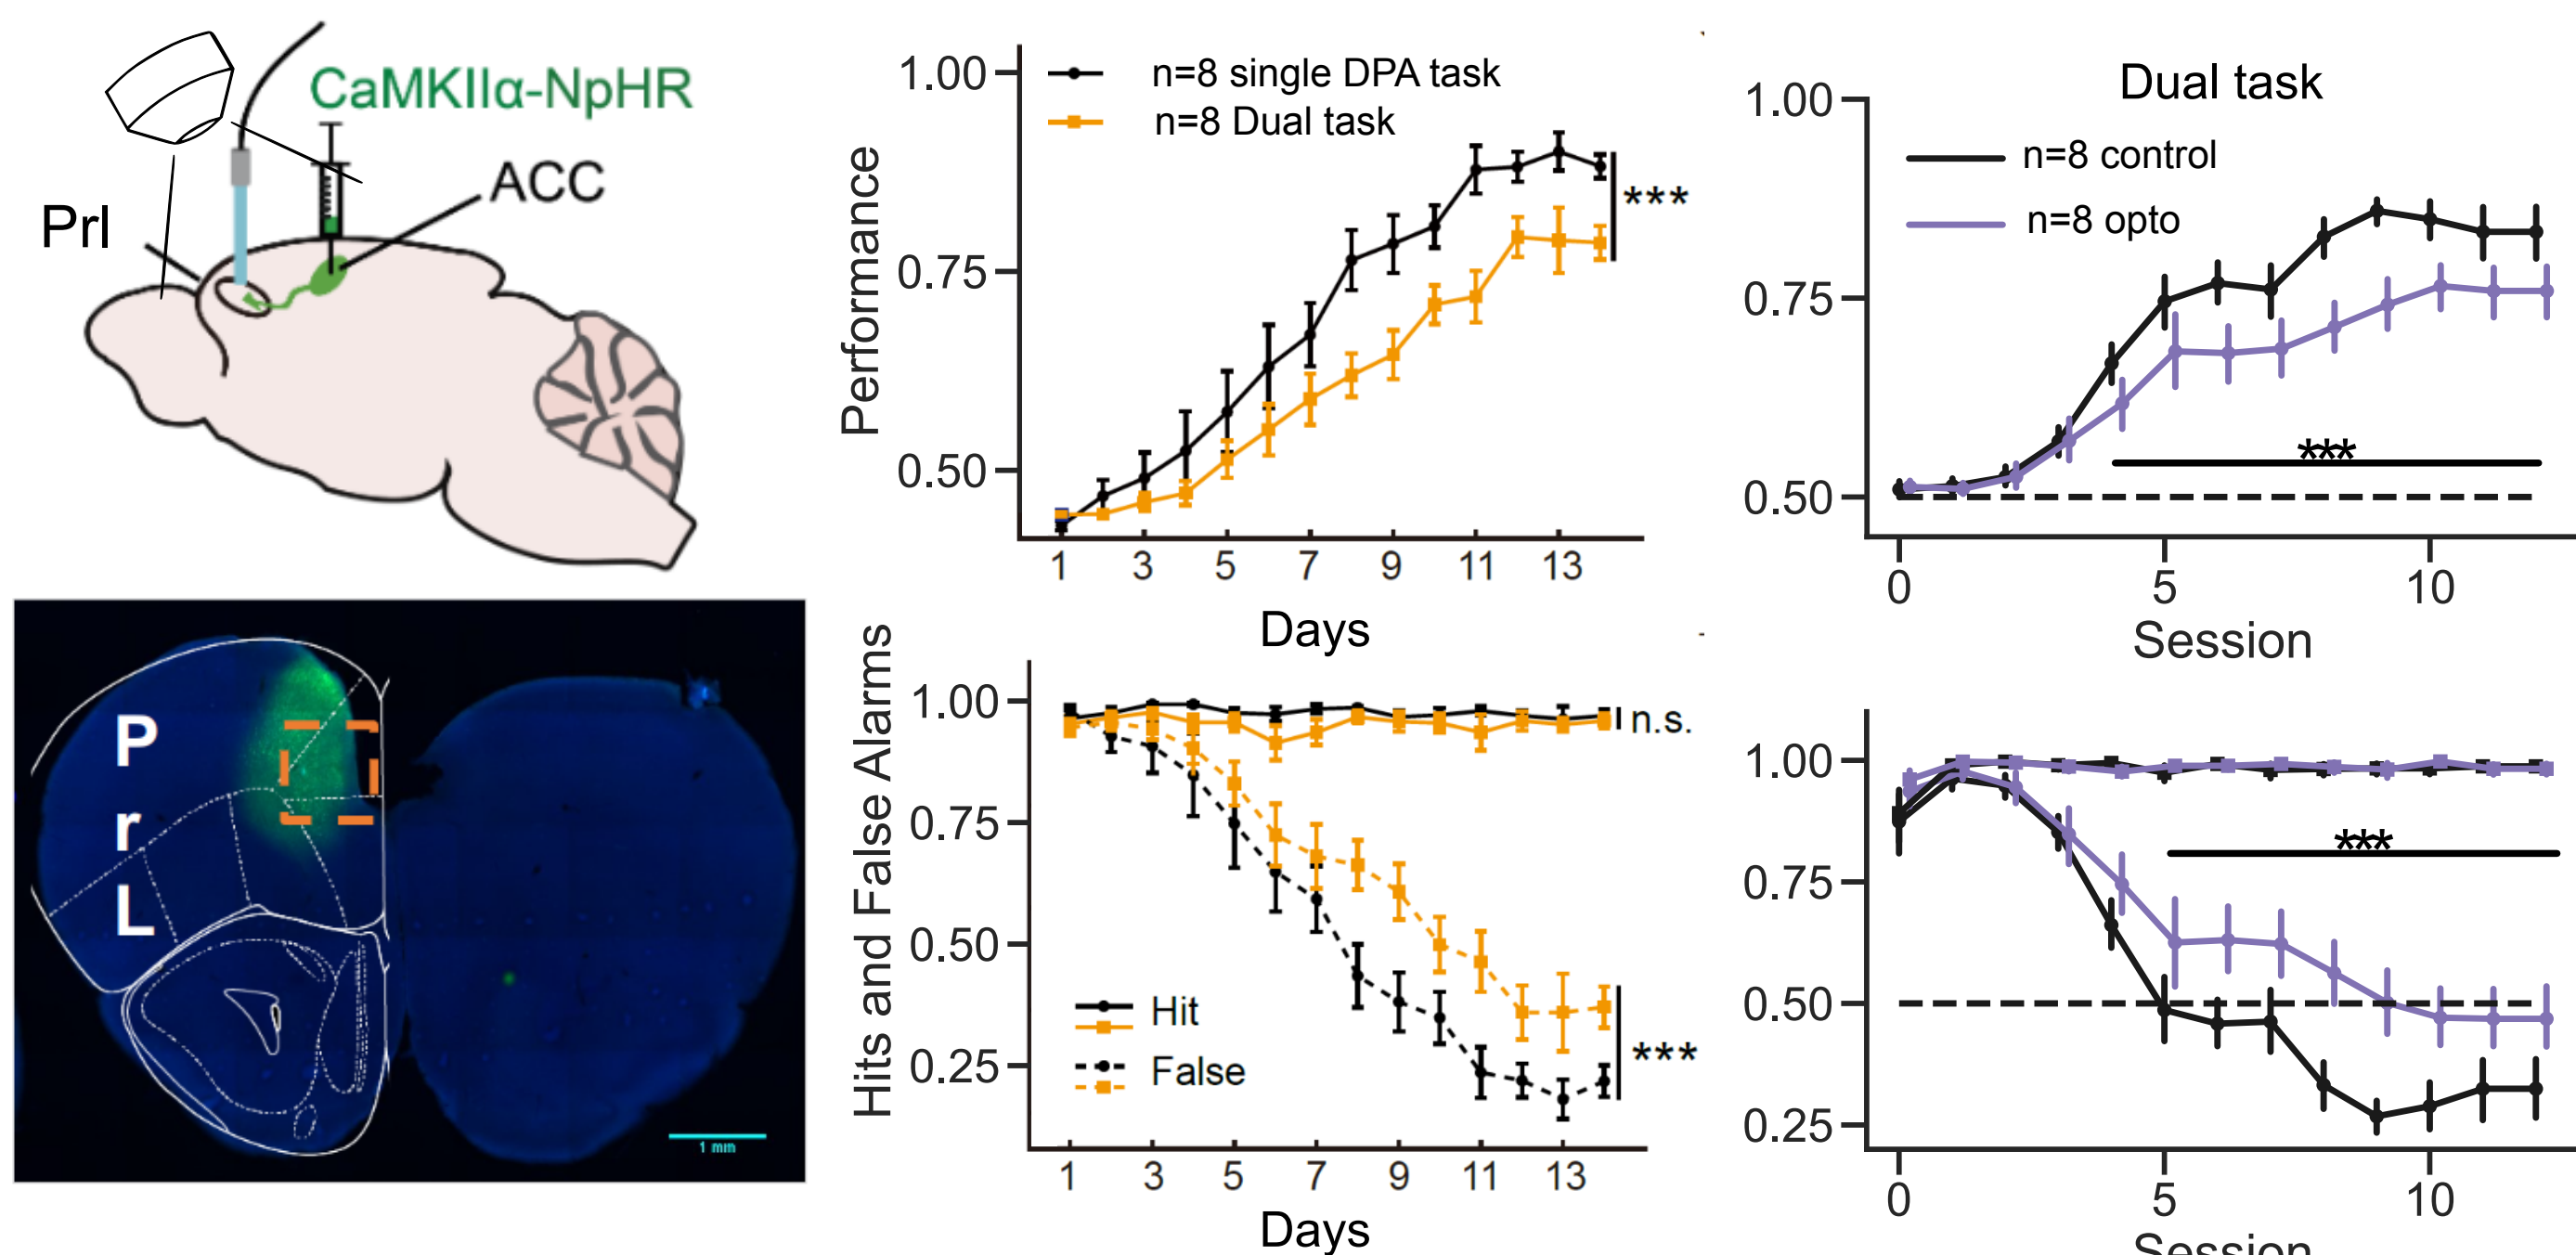 CaMKIIα-NpHR
ACC
Prl
P
r
L
1 mm
Performance
1.00
0.75
0.50
n=8 single DPA task
n=8 Dual task
***
1 3 5 7 9 11 13
Days
Hits and False Alarms
1.00
0.75
0.50
0.25
n.s.
Hit
False
***
1 3 5 7 9 11 13
Days
Dual task
1.00
0.75
0.50
n=8 control
n=8 opto
***
0 5 10
Session
1.00
0.75
0.50
0.25
***
0 5 10
Session